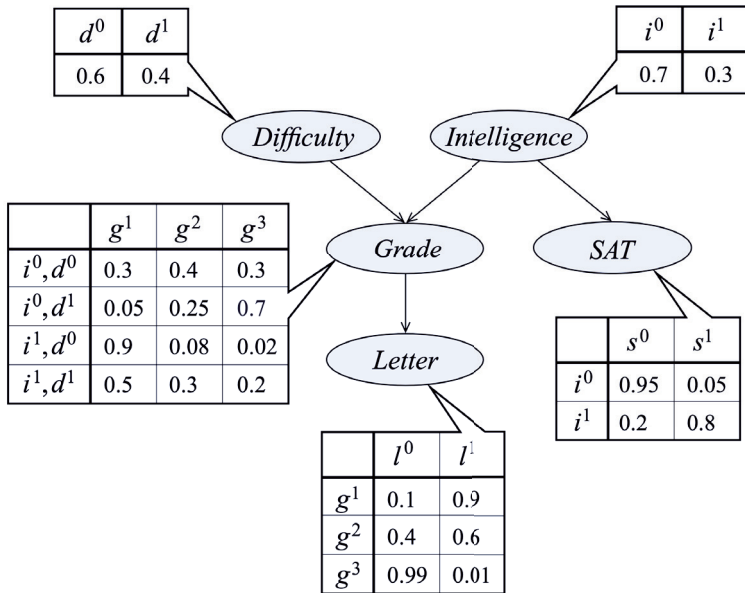 d⁰ d¹
0.6 0.4
i⁰ i¹
0.7 0.3
Difficulty
Intelligence
g¹ g² g³
i⁰,d⁰ 0.3 0.4 0.3
i⁰,d¹ 0.05 0.25 0.7
i¹,d⁰ 0.9 0.08 0.02
i¹,d¹ 0.5 0.3 0.2
Grade
SAT
Letter
s⁰ s¹
i⁰ 0.95 0.05
i¹ 0.2 0.8
l⁰ l¹
g¹ 0.1 0.9
g² 0.4 0.6
g³ 0.99 0.01